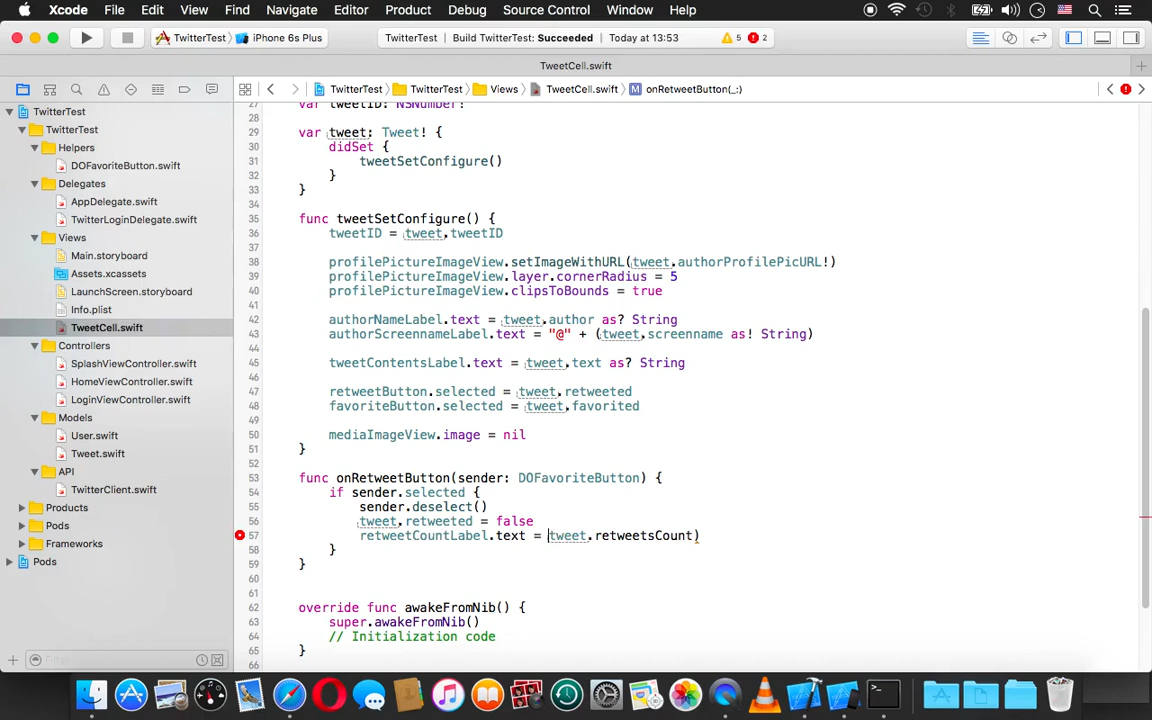 Xcode File Edit View Find Navigate Editor Product Debug Source Control Window Help
TwitterTest iPhone 6s Plus TwitterTest Build TwitterTest: Succeeded Today at 13:53 5 2
TweetCell.swift
TwitterTest TwitterTest Views TweetCell.swift M onRetweetButton(_:)
TwitterTest
TwitterTest
Helpers
DOFavoriteButton.swift
Delegates
AppDelegate.swift
TwitterLoginDelegate.swift
Views
Main.storyboard
Assets.xcassets
LaunchScreen.storyboard
Info.plist
TweetCell.swift
Controllers
SplashViewController.swift
HomeViewController.swift
LoginViewController.swift
Models
User.swift
Tweet.swift
API
TwitterClient.swift
Products
Pods
Frameworks
Pods
Filter
27 var tweetID: NSNumber!
28
29 var tweet: Tweet! {
30 didSet {
31 tweetSetConfigure()
32 }
33 }
34
35 func tweetSetConfigure() {
36 tweetID = tweet.tweetID
37
38 profilePictureImageView.setImageWithURL(tweet.authorProfilePicURL!)
39 profilePictureImageView.layer.cornerRadius = 5
40 profilePictureImageView.clipsToBounds = true
41
42 authorNameLabel.text = tweet.author as? String
43 authorScreennameLabel.text = "@" + (tweet.screenname as! String)
44
45 tweetContentsLabel.text = tweet.text as? String
46
47 retweetButton.selected = tweet.retweeted
48 favoriteButton.selected = tweet.favorited
49
50 mediaImageView.image = nil
51 }
52
53 func onRetweetButton(sender: DOFavoriteButton) {
54 if sender.selected {
55 sender.deselect()
56 tweet.retweeted = false
57 retweetCountLabel.text = tweet.retweetsCount)
58 }
59 }
60
61
62 override func awakeFromNib() {
63 super.awakeFromNib()
64 // Initialization code
65 }
66